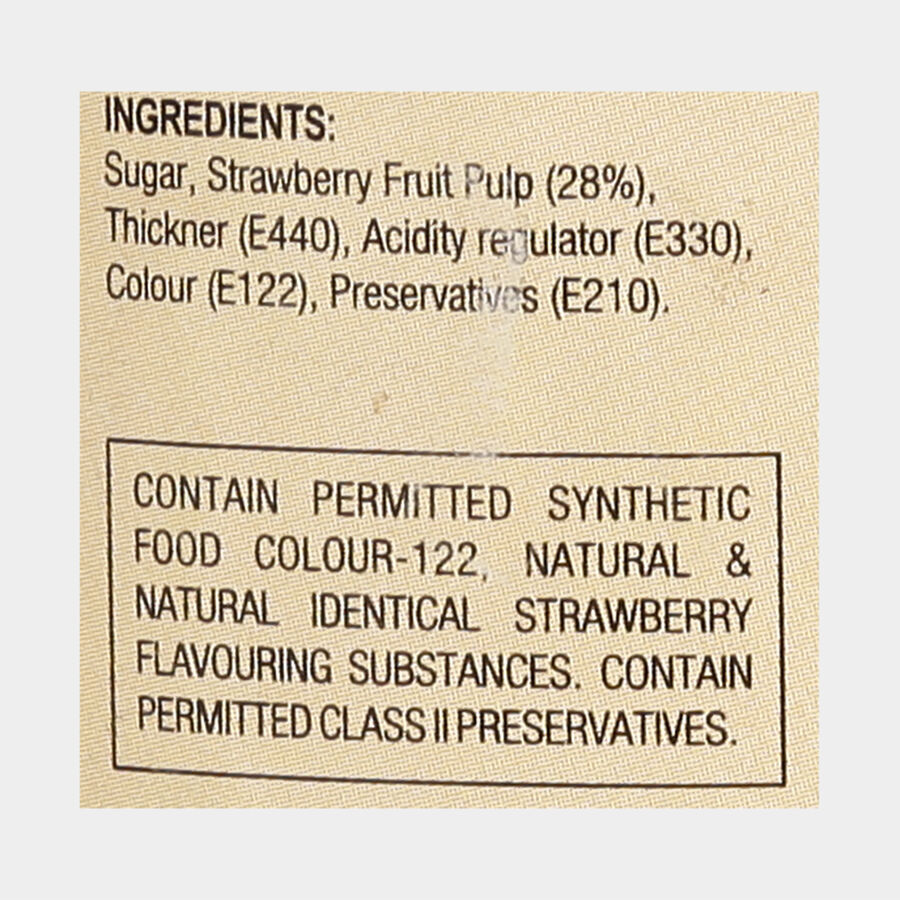 INGREDIENTS:
Sugar, Strawberry Fruit Pulp (28%),
Thickner (E440), Acidity regulator (E330),
Colour (E122), Preservatives (E210).
CONTAIN PERMITTED SYNTHETIC
FOOD COLOUR-122, NATURAL &
NATURAL IDENTICAL STRAWBERRY
FLAVOURING SUBSTANCES. CONTAIN
PERMITTED CLASS II PRESERVATIVES.